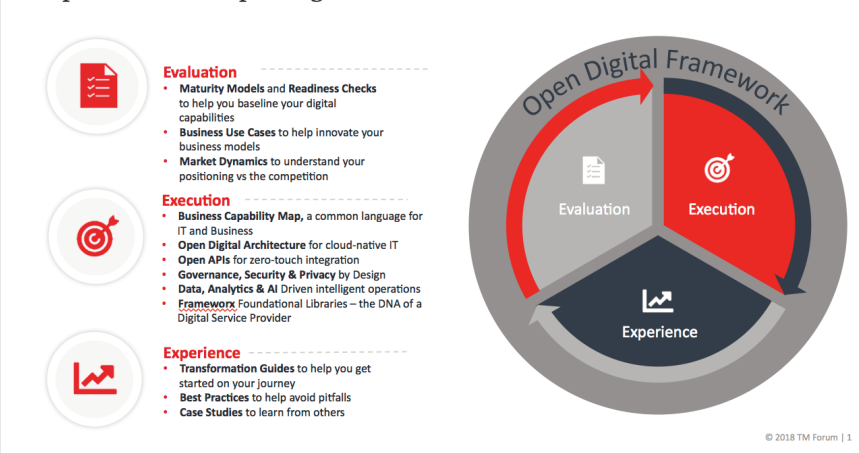 Evaluation
• Maturity Models and Readiness Checks
to help you baseline your digital
capabilities
• Business Use Cases to help innovate your
business models
• Market Dynamics to understand your
positioning vs the competition
Execution
• Business Capability Map, a common language for
IT and Business
• Open Digital Architecture for cloud-native IT
• Open APIs for zero-touch integration
• Governance, Security & Privacy by Design
• Data, Analytics & AI Driven intelligent operations
• Frameworx Foundational Libraries – the DNA of a
Digital Service Provider
Experience
• Transformation Guides to help you get
started on your journey
• Best Practices to help avoid pitfalls
• Case Studies to learn from others
Open Digital Framework
Evaluation
Execution
Experience
© 2018 TM Forum | 1